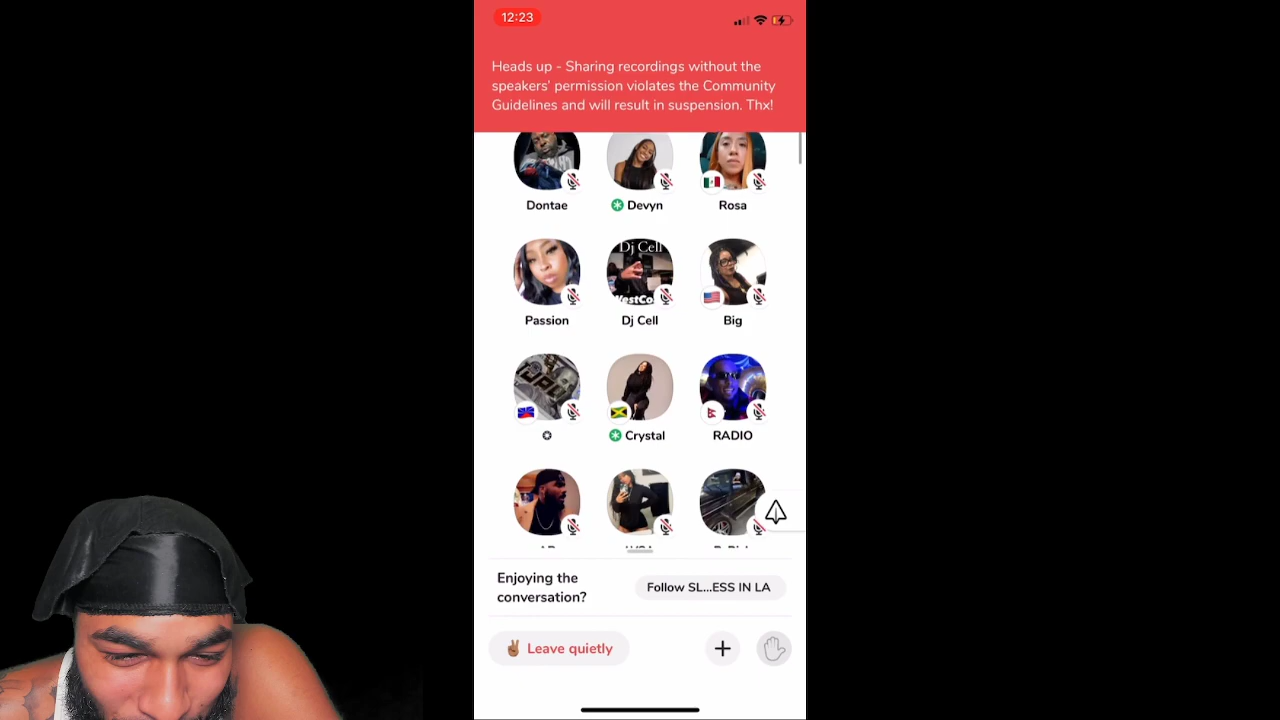 12:23
Heads up - Sharing recordings without the
speakers' permission violates the Community
Guidelines and will result in suspension. Thx!
Dontae
Devyn
Rosa
Dj Cell
Passion
Dj Cell
Big
Crystal
RADIO
Enjoying the
conversation?
Follow SL...ESS IN LA
Leave quietly